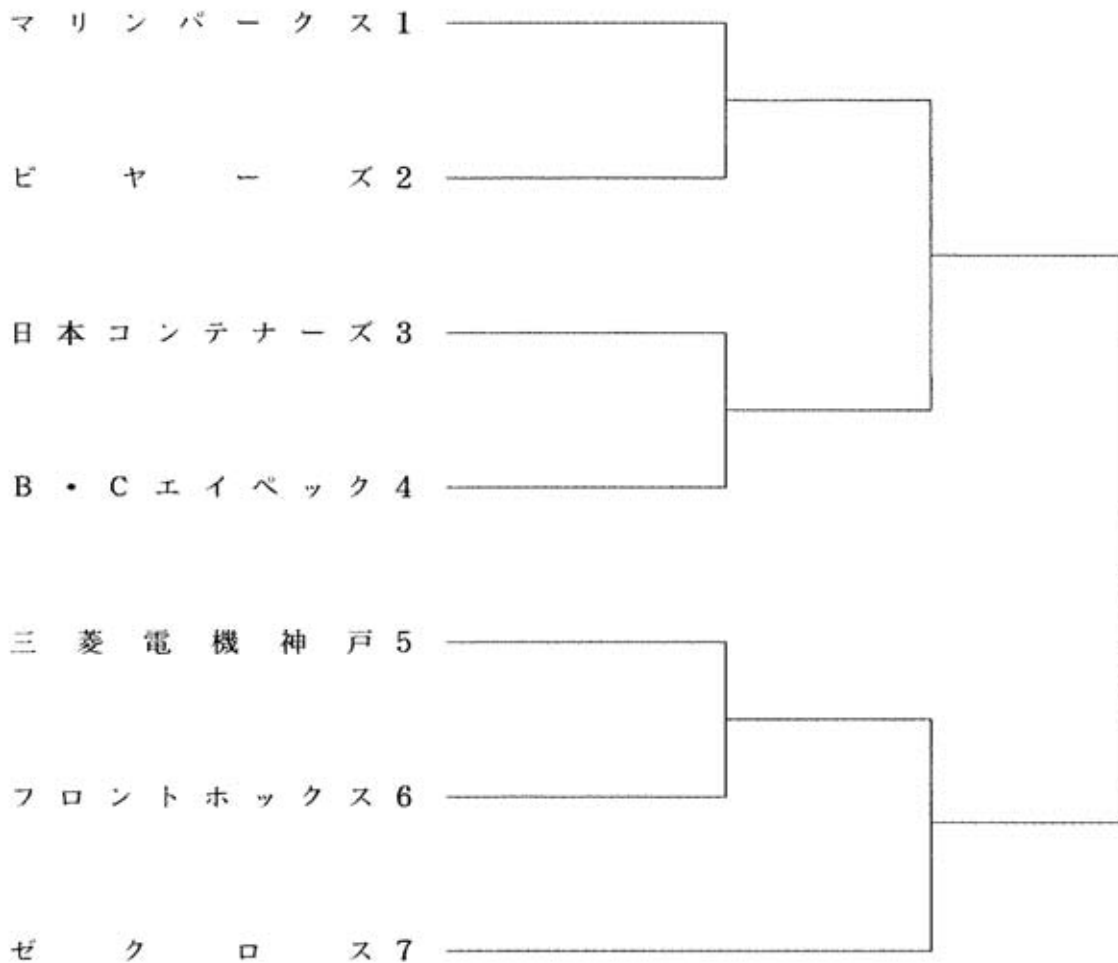 マリンパークス 1
ビヤーズ 2
日本コンテナーズ 3
B・Cエイペック 4
三菱電機神戸 5
フロントホックス 6
ゼクロス 7